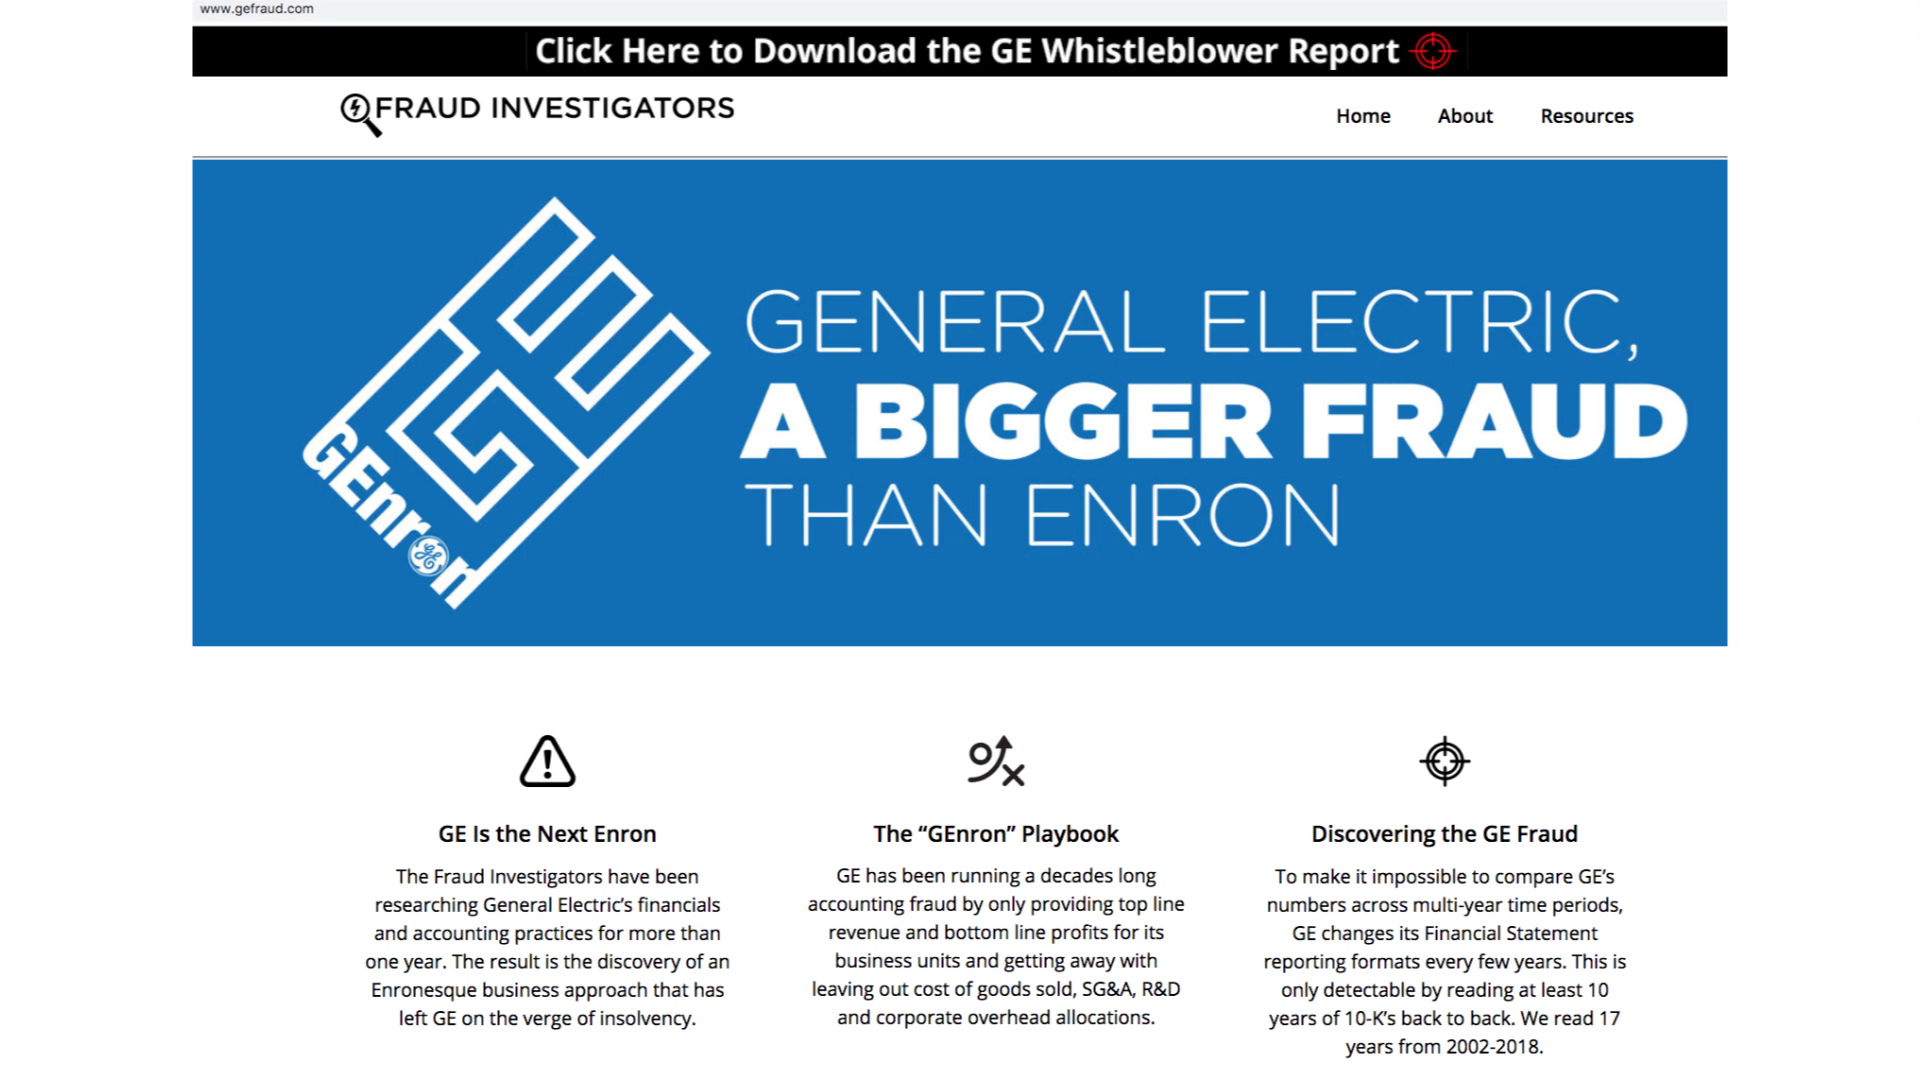 www.gefraud.com
Click Here to Download the GE Whistleblower Report
FRAUD INVESTIGATORS
Home About Resources
GEnron
GENERAL ELECTRIC,
A BIGGER FRAUD
THAN ENRON
GE Is the Next Enron
The Fraud Investigators have been
researching General Electric's financials
and accounting practices for more than
one year. The result is the discovery of an
Enronesque business approach that has
left GE on the verge of insolvency.
The “GEnron” Playbook
GE has been running a decades long
accounting fraud by only providing top line
revenue and bottom line profits for its
business units and getting away with
leaving out cost of goods sold, SG&A, R&D
and corporate overhead allocations.
Discovering the GE Fraud
To make it impossible to compare GE's
numbers across multi-year time periods,
GE changes its Financial Statement
reporting formats every few years. This is
only detectable by reading at least 10
years of 10-K's back to back. We read 17
years from 2002-2018.